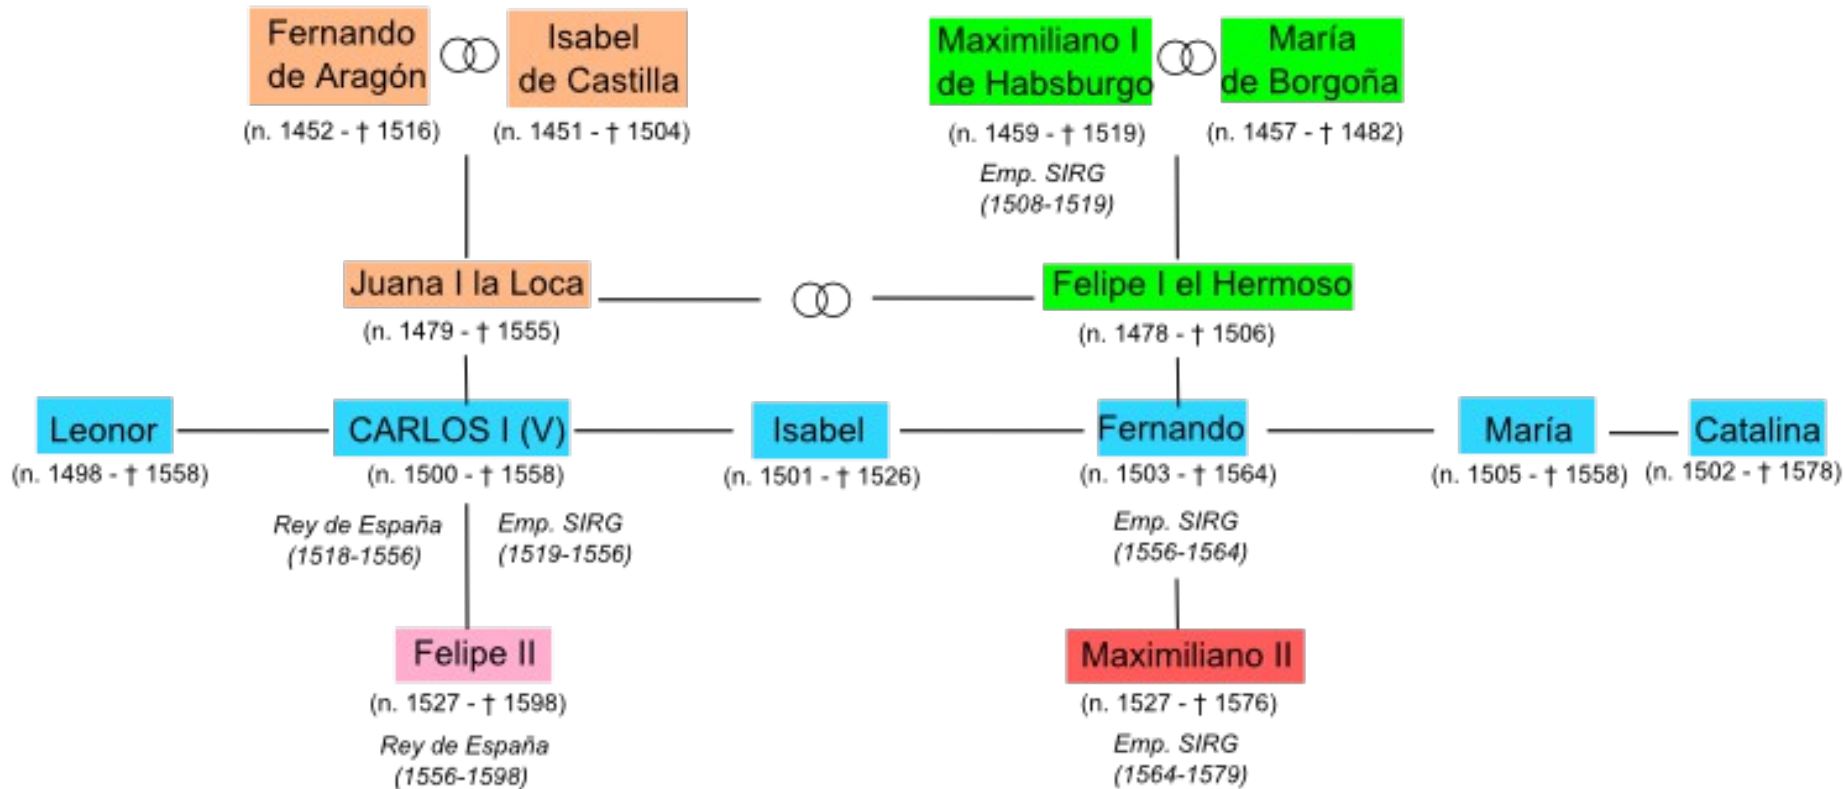 Fernando
de Aragón
Isabel
de Castilla
Maximiliano I
de Habsburgo
María
de Borgoña
(n. 1452 - † 1516)
(n. 1451 - † 1504)
(n. 1459 - † 1519)
(n. 1457 - † 1482)
Emp. SIRG
(1508-1519)
Juana I la Loca
Felipe I el Hermoso
(n. 1479 - † 1555)
(n. 1478 - † 1506)
Leonor
CARLOS I (V)
Isabel
Fernando
María
Catalina
(n. 1498 - † 1558)
(n. 1500 - † 1558)
(n. 1501 - † 1526)
(n. 1503 - † 1564)
(n. 1505 - † 1558)
(n. 1502 - † 1578)
Rey de España
(1518-1556)
Emp. SIRG
(1519-1556)
Emp. SIRG
(1556-1564)
Felipe II
Maximiliano II
(n. 1527 - † 1598)
(n. 1527 - † 1576)
Rey de España
(1556-1598)
Emp. SIRG
(1564-1579)